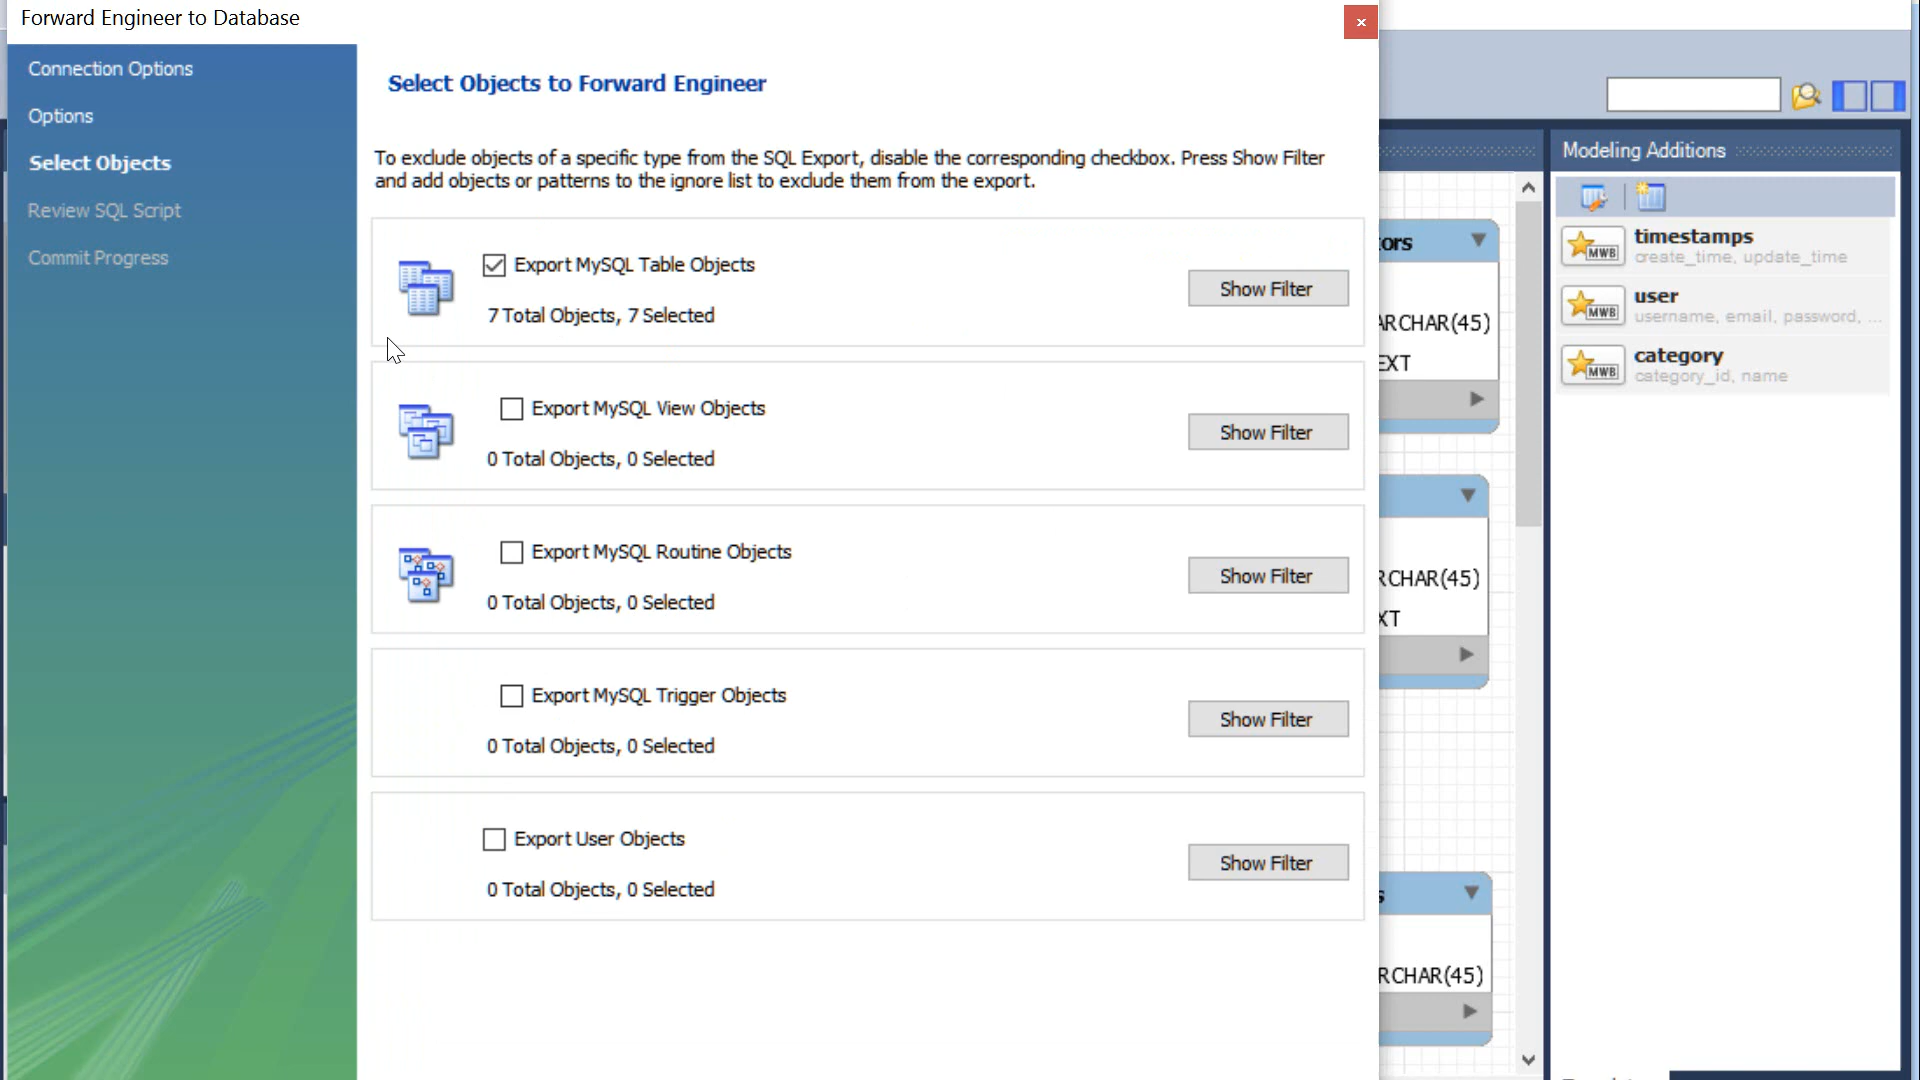 Forward Engineer to Database
Connection Options
Options
Select Objects
Review SQL Script
Commit Progress
Select Objects to Forward Engineer
To exclude objects of a specific type from the SQL Export, disable the corresponding checkbox. Press Show Filter
and add objects or patterns to the ignore list to exclude them from the export.
Export MySQL Table Objects
7 Total Objects, 7 Selected
Show Filter
Export MySQL View Objects
0 Total Objects, 0 Selected
Show Filter
Export MySQL Routine Objects
0 Total Objects, 0 Selected
Show Filter
Export MySQL Trigger Objects
0 Total Objects, 0 Selected
Show Filter
Export User Objects
0 Total Objects, 0 Selected
Show Filter
ors
ARCHAR(45)
EXT
RCHAR(45)
XT
s
RCHAR(45)
Modeling Additions
MWB
timestamps
create_time, update_time
MWB
user
username, email, password, ...
MWB
category
category_id, name